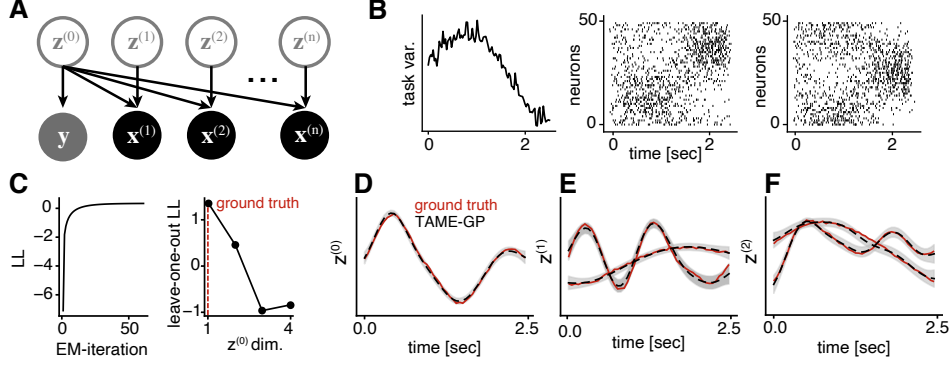 A
z(0) z(1) z(2) z(n)
...
y x(1) x(2) x(n)
B
task var.
0 2
neurons
50
0
0 2
time [sec]
neurons
50
0
0 2
C
LL
0
−2
−4
−6
0 50
EM-iteration
leave-one-out LL
1
0
−1
ground truth
1 4
z(0) dim.
D
z(0)
ground truth
TAME-GP
0.0 2.5
time [sec]
E
z(1)
0.0 2.5
time [sec]
F
z(2)
0.0 2.5
time [sec]